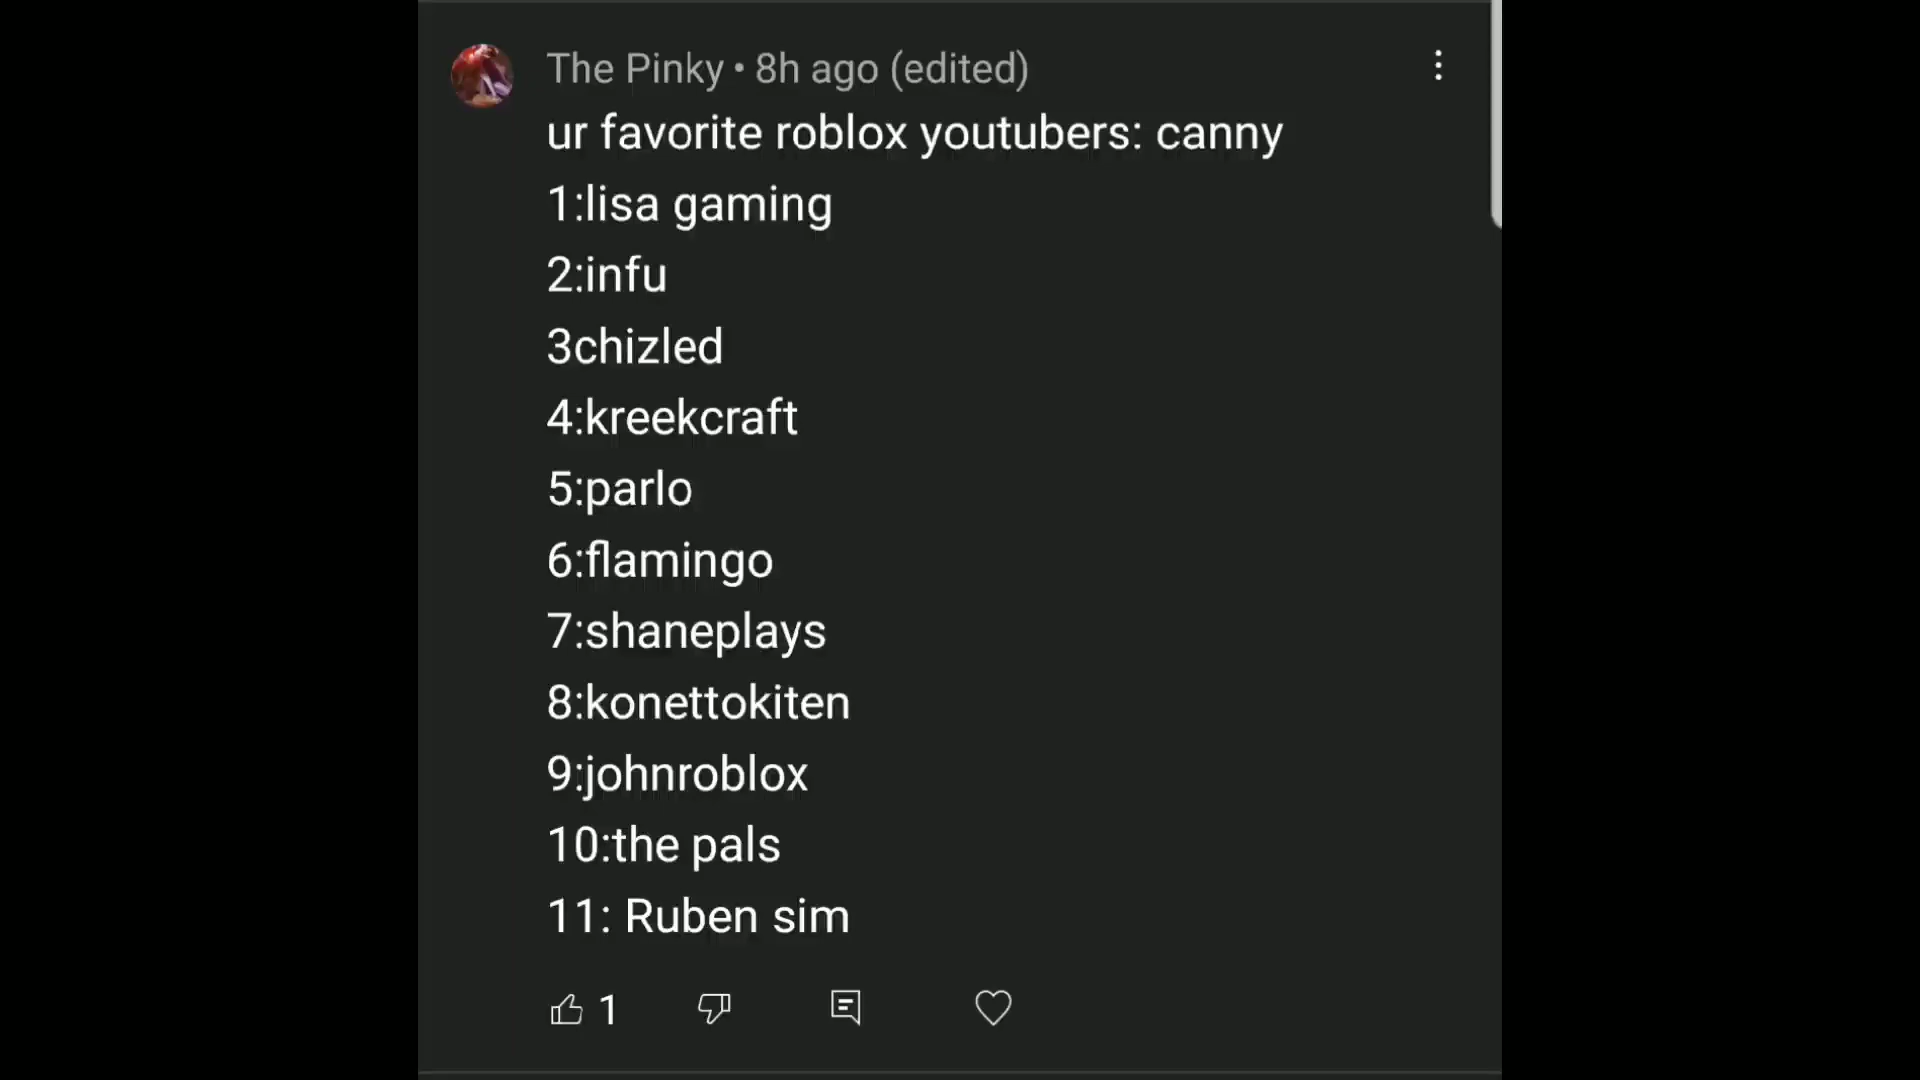 The Pinky • 8h ago (edited)
ur favorite roblox youtubers: canny
1:lisa gaming
2:infu
3chizled
4:kreekcraft
5:parlo
6:flamingo
7:shaneplays
8:konettokiten
9:johnroblox
10:the pals
11: Ruben sim
1